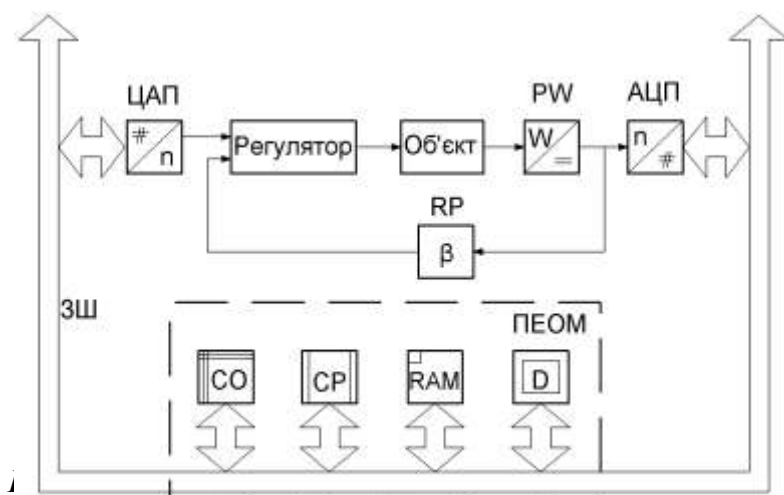 ЦАП
PW
АЦП
#
n
Регулятор
Об'єкт
W
=
n
#
RP
β
ЗШ
ПЕОМ
CO
CP
RAM
D